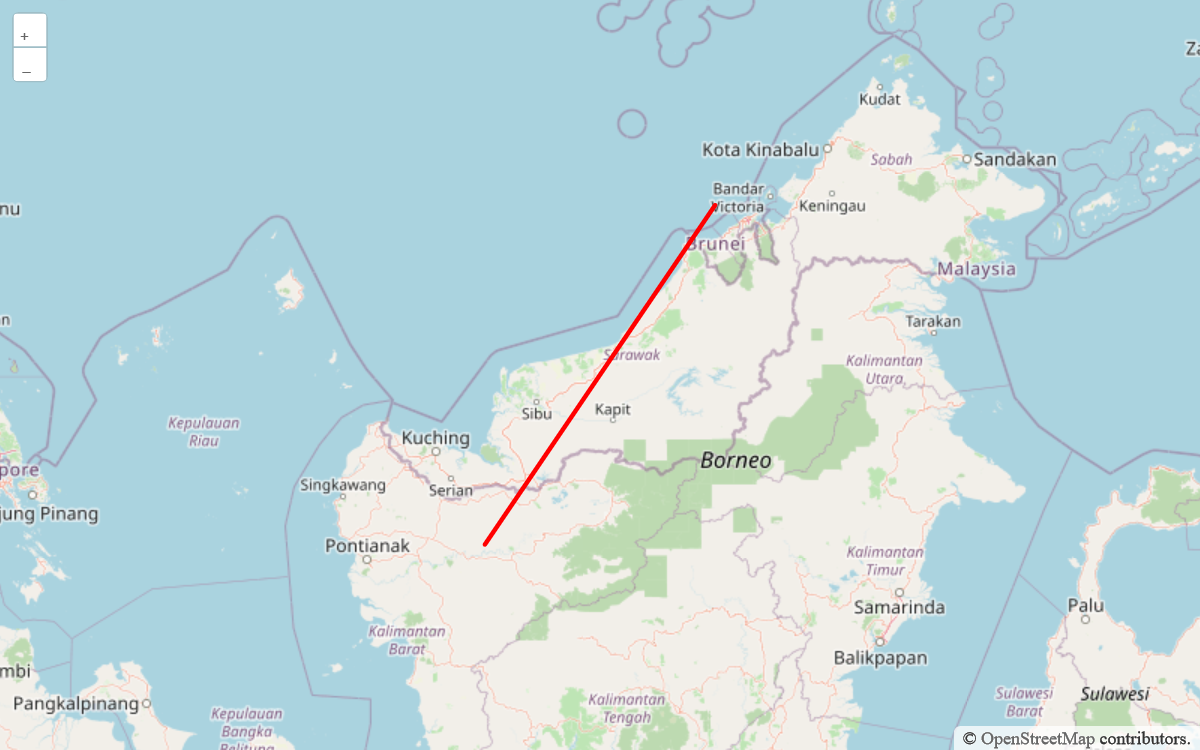 +
–
Kudat
Kota Kinabalu
Sabah
Sandakan
Bandar
Victoria
Keningau
Brunei
Malaysia
Tarakan
Kalimantan
Utara
Sarawak
Kapit
Sibu
Kepulauan
Riau
Kuching
Borneo
Singkawang
Serian
Pontianak
Kalimantan
Timur
Samarinda
Balikpapan
Palu
Kalimantan
Barat
Kalimantan
Tengah
Sulawesi
Barat
Sulawesi
Pangkalpinang
Kepulauan
Bangka
Belitung
nu
n
pore
jung Pinang
mbi
Za
© OpenStreetMap contributors.